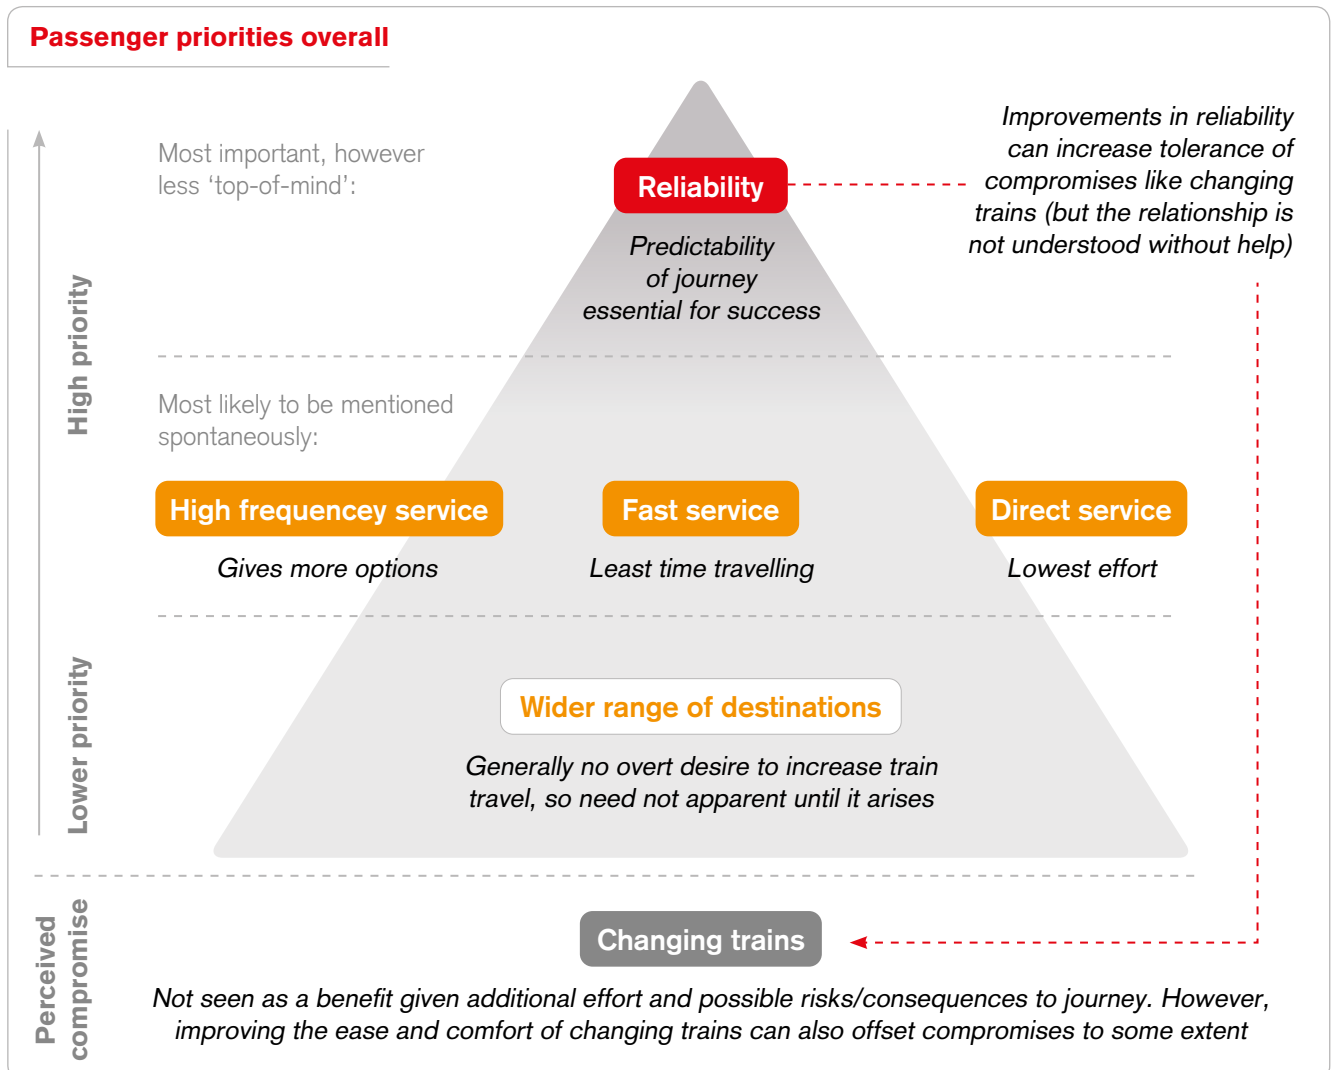 Passenger priorities overall
Most important, however
less ‘top-of-mind’:
Reliability
Predictability
of journey
essential for success
Improvements in reliability
can increase tolerance of
compromises like changing
trains (but the relationship is
not understood without help)
High priority
Most likely to be mentioned
spontaneously:
High frequencey service
Gives more options
Fast service
Least time travelling
Direct service
Lowest effort
Lower priority
Wider range of destinations
Generally no overt desire to increase train
travel, so need not apparent until it arises
Perceived
compromise
Changing trains
Not seen as a benefit given additional effort and possible risks/consequences to journey. However,
improving the ease and comfort of changing trains can also offset compromises to some extent